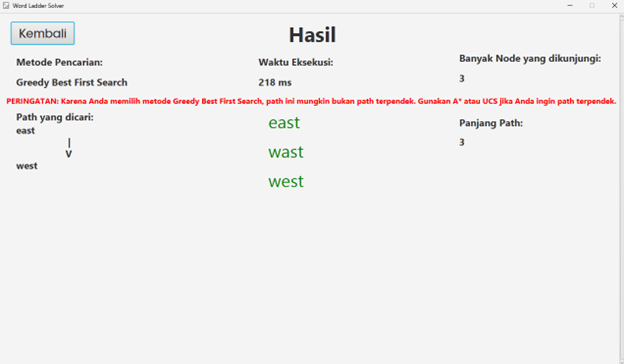 Word Ladder Solver
Kembali
Hasil
Metode Pencarian:
Waktu Eksekusi:
Banyak Node yang dikunjungi:
Greedy Best First Search
218 ms
3
PERINGATAN: Karena Anda memilih metode Greedy Best First Search, path ini mungkin bukan path terpendek. Gunakan A* atau UCS jika Anda ingin path terpendek.
Path yang dicari:
east
|
V
west
east
wast
west
Panjang Path:
3